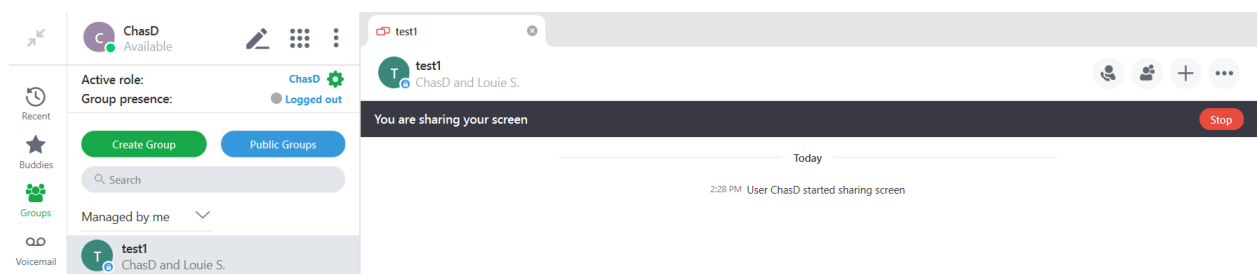 C
ChasD
Available
Active role:
ChasD
Group presence:
Logged out
Recent
Buddies
Groups
Voicemail
Create Group
Public Groups
Search
Managed by me
T
test1
ChasD and Louie S.
test1
T
test1
ChasD and Louie S.
You are sharing your screen
Stop
Today
2:28 PM User ChasD started sharing screen